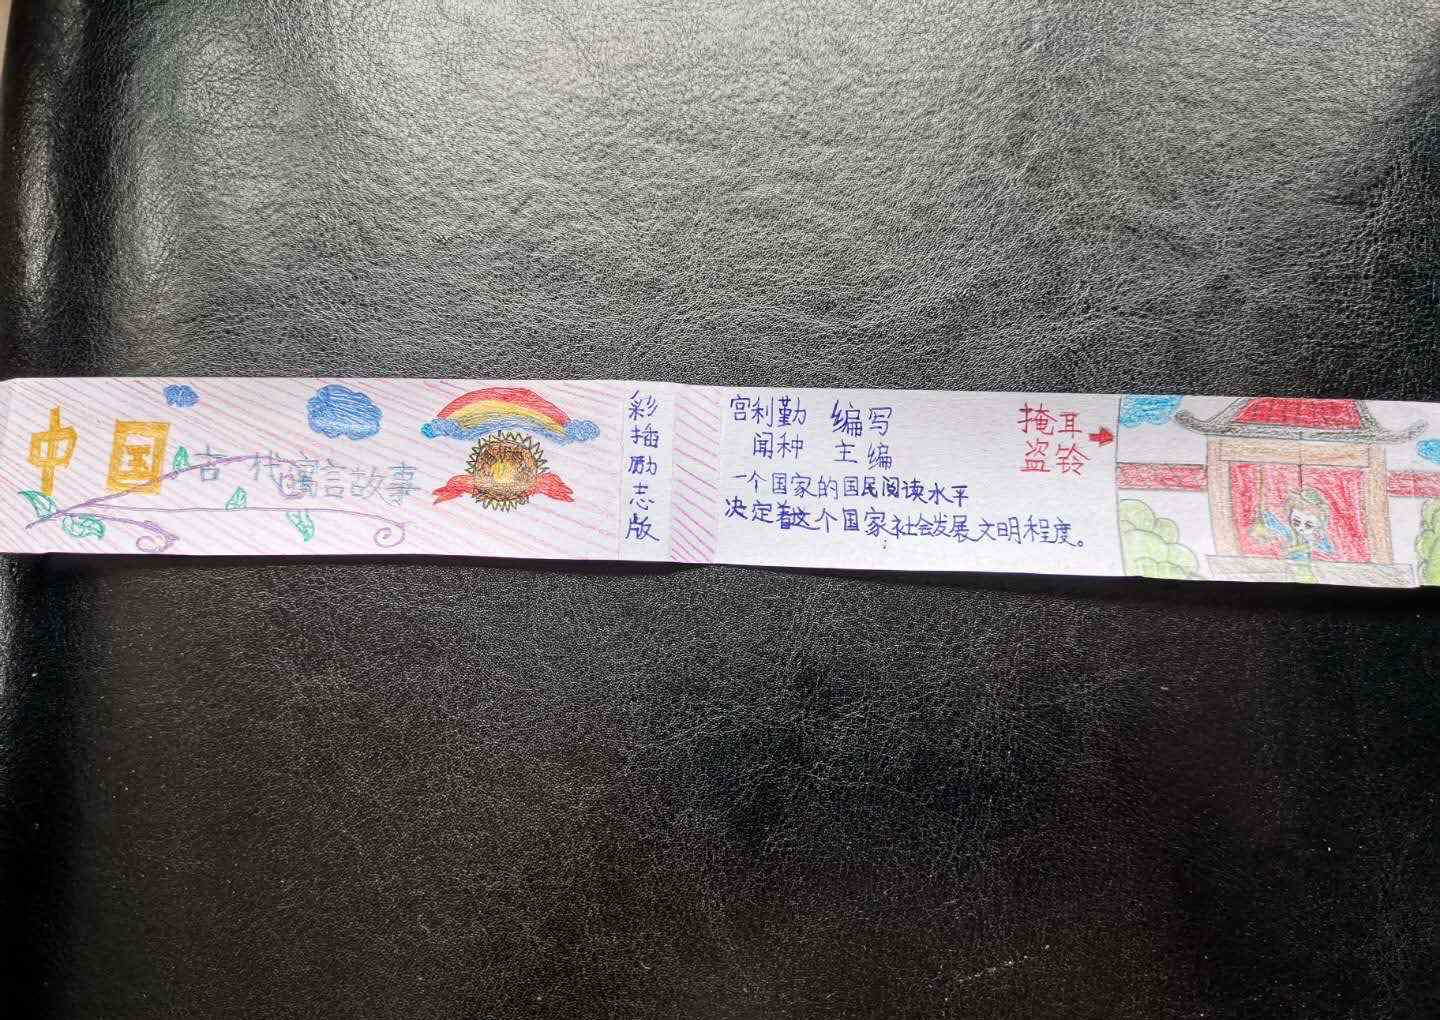 中国古代寓言故事
彩插励志版
宫利勤 编写
闻种 主编
一个国家的国民阅读水平
决定着这个国家社会发展文明程度。
掩耳
盗铃